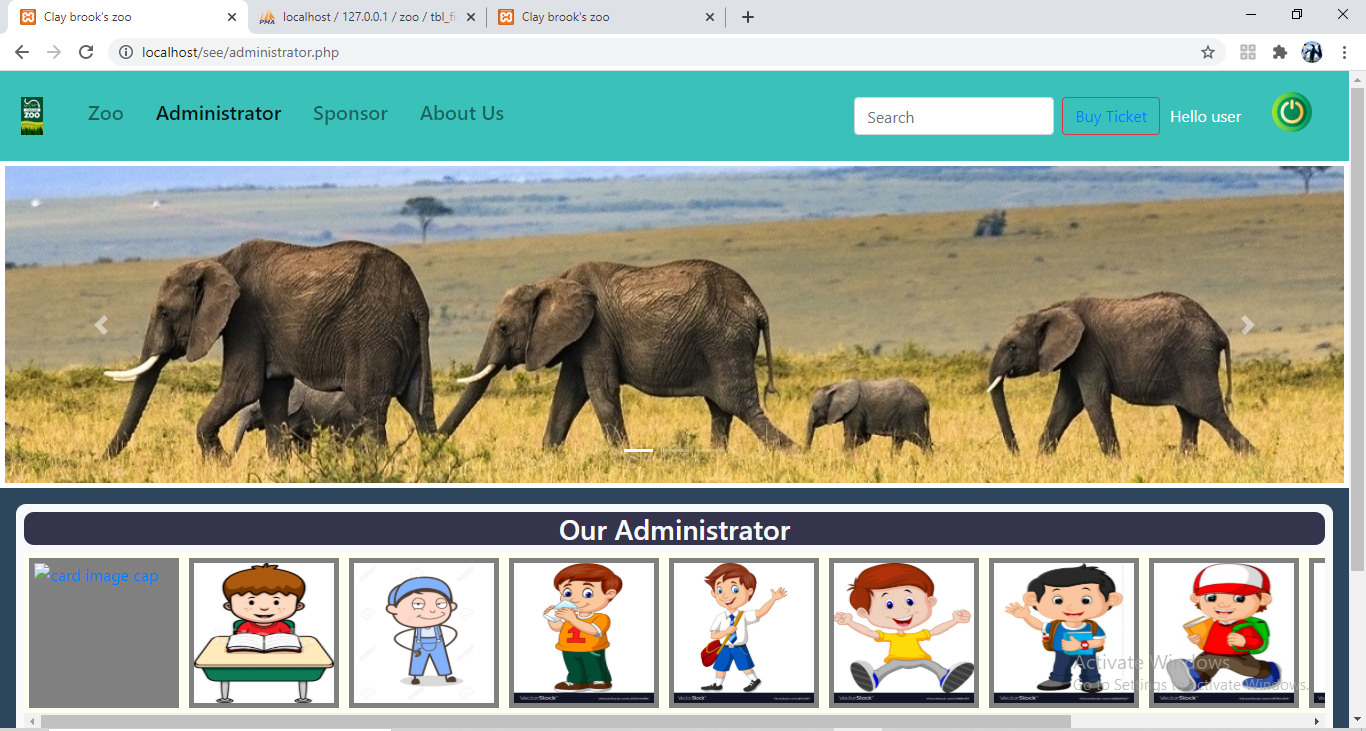 Clay brook's zoo
localhost / 127.0.0.1 / zoo / tbl_fi
Clay brook's zoo
localhost/see/administrator.php
ZOO
Zoo Administrator Sponsor About Us
Search
Buy Ticket
Hello user
Our Administrator
card image cap
1
VectorStock
VectorStock
VectorStock
VectorStock
VectorStock
Activate Windows
Go to Settings to activate Windows.